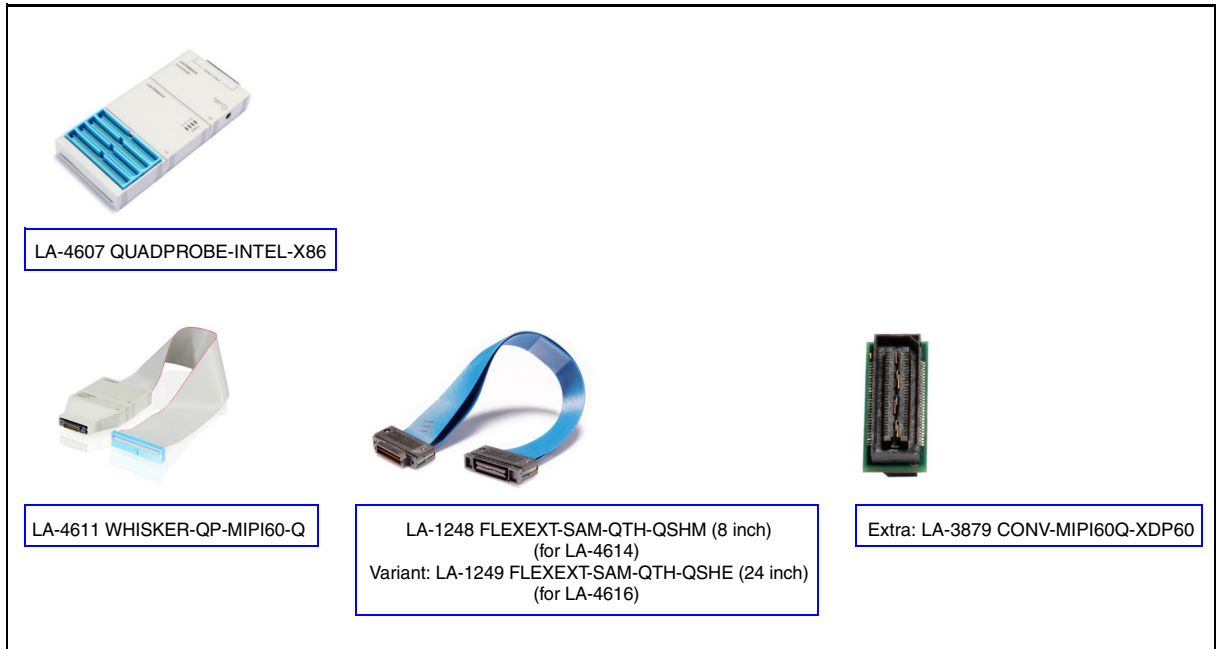 LA-4607 QUADPROBE-INTEL-X86
LA-4611 WHISKER-QP-MIPI60-Q
LA-1248 FLEXEXT-SAM-QTH-QSHM (8 inch)
(for LA-4614)
Variant: LA-1249 FLEXEXT-SAM-QTH-QSHE (24 inch)
(for LA-4616)
Extra: LA-3879 CONV-MIPI60Q-XDP60